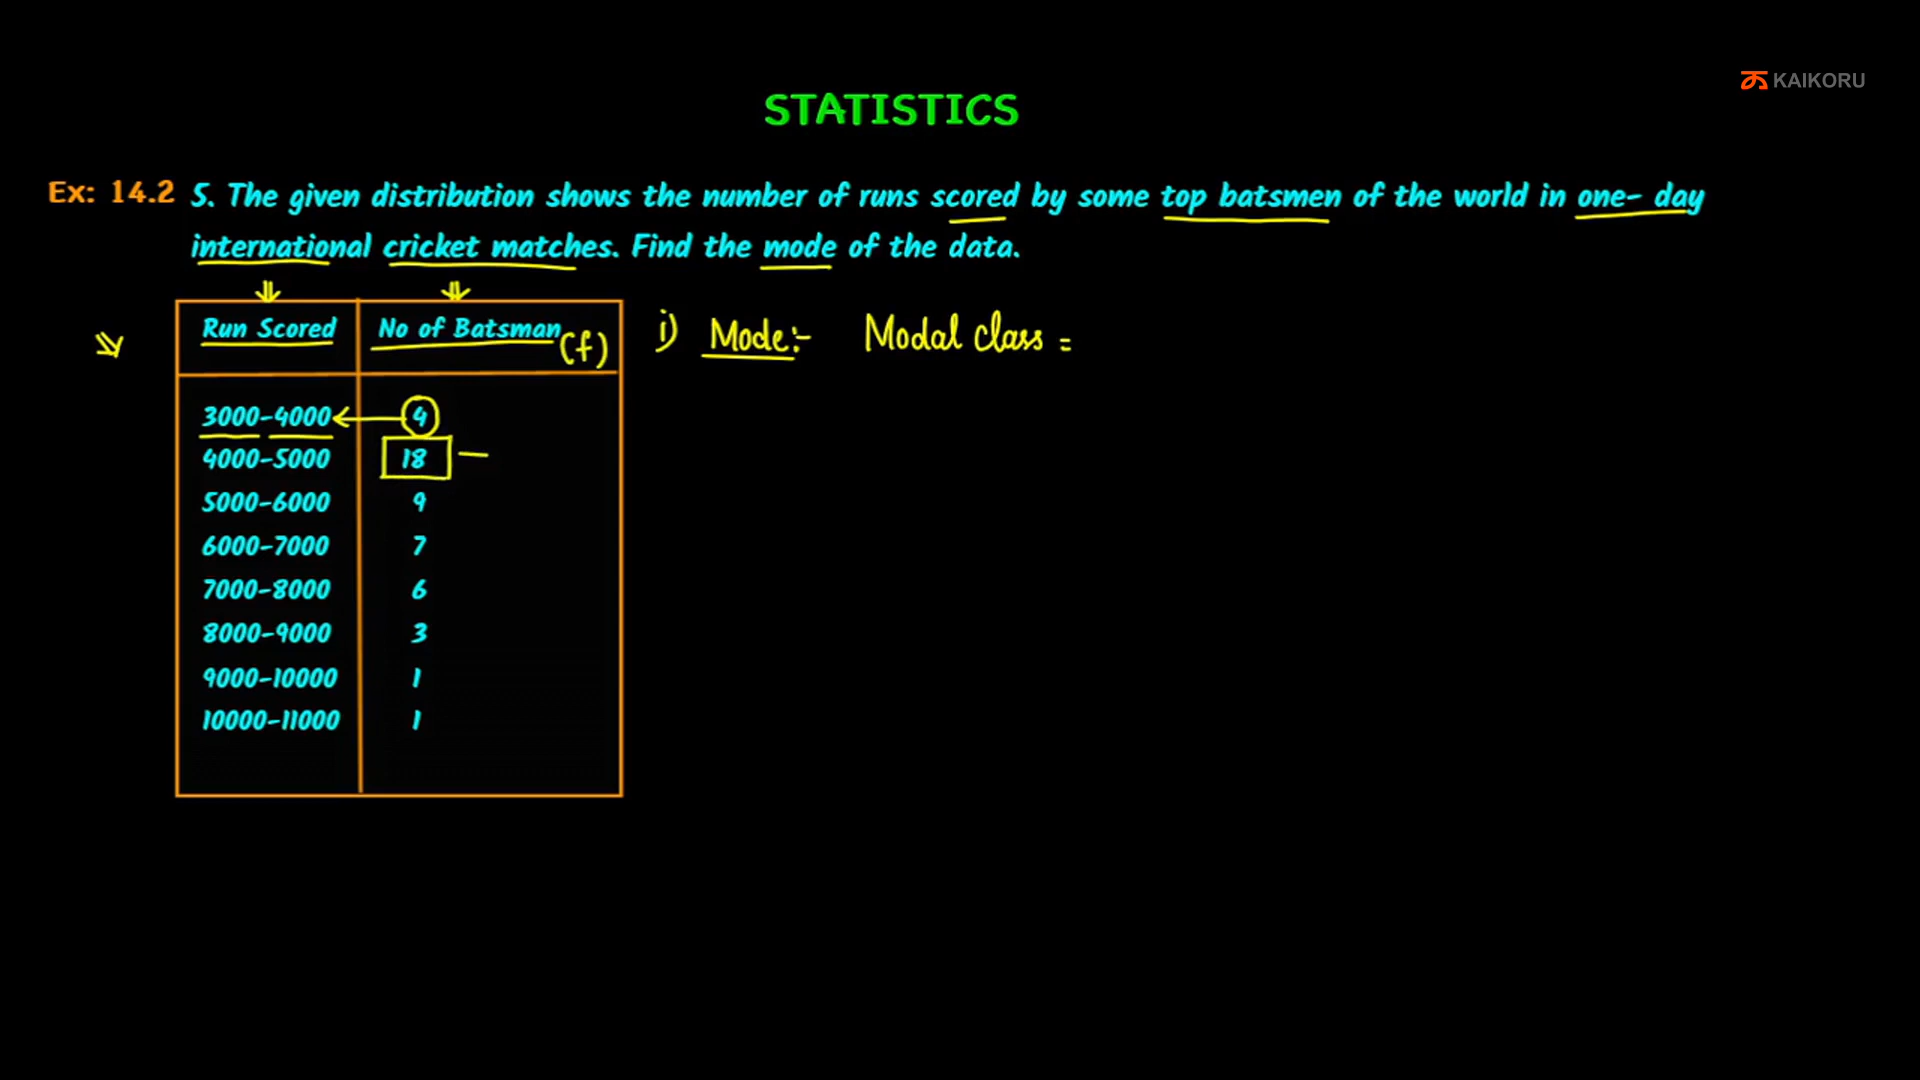 KAIKORU
STATISTICS
Ex: 14.2 5. The given distribution shows the number of runs scored by some top batsmen of the world in one- day
international cricket matches. Find the mode of the data.
Run Scored No of Batsman (f)
3000-4000 4
4000-5000 18
5000-6000 9
6000-7000 7
7000-8000 6
8000-9000 3
9000-10000 1
10000-11000 1
i) Mode:- Modal class =